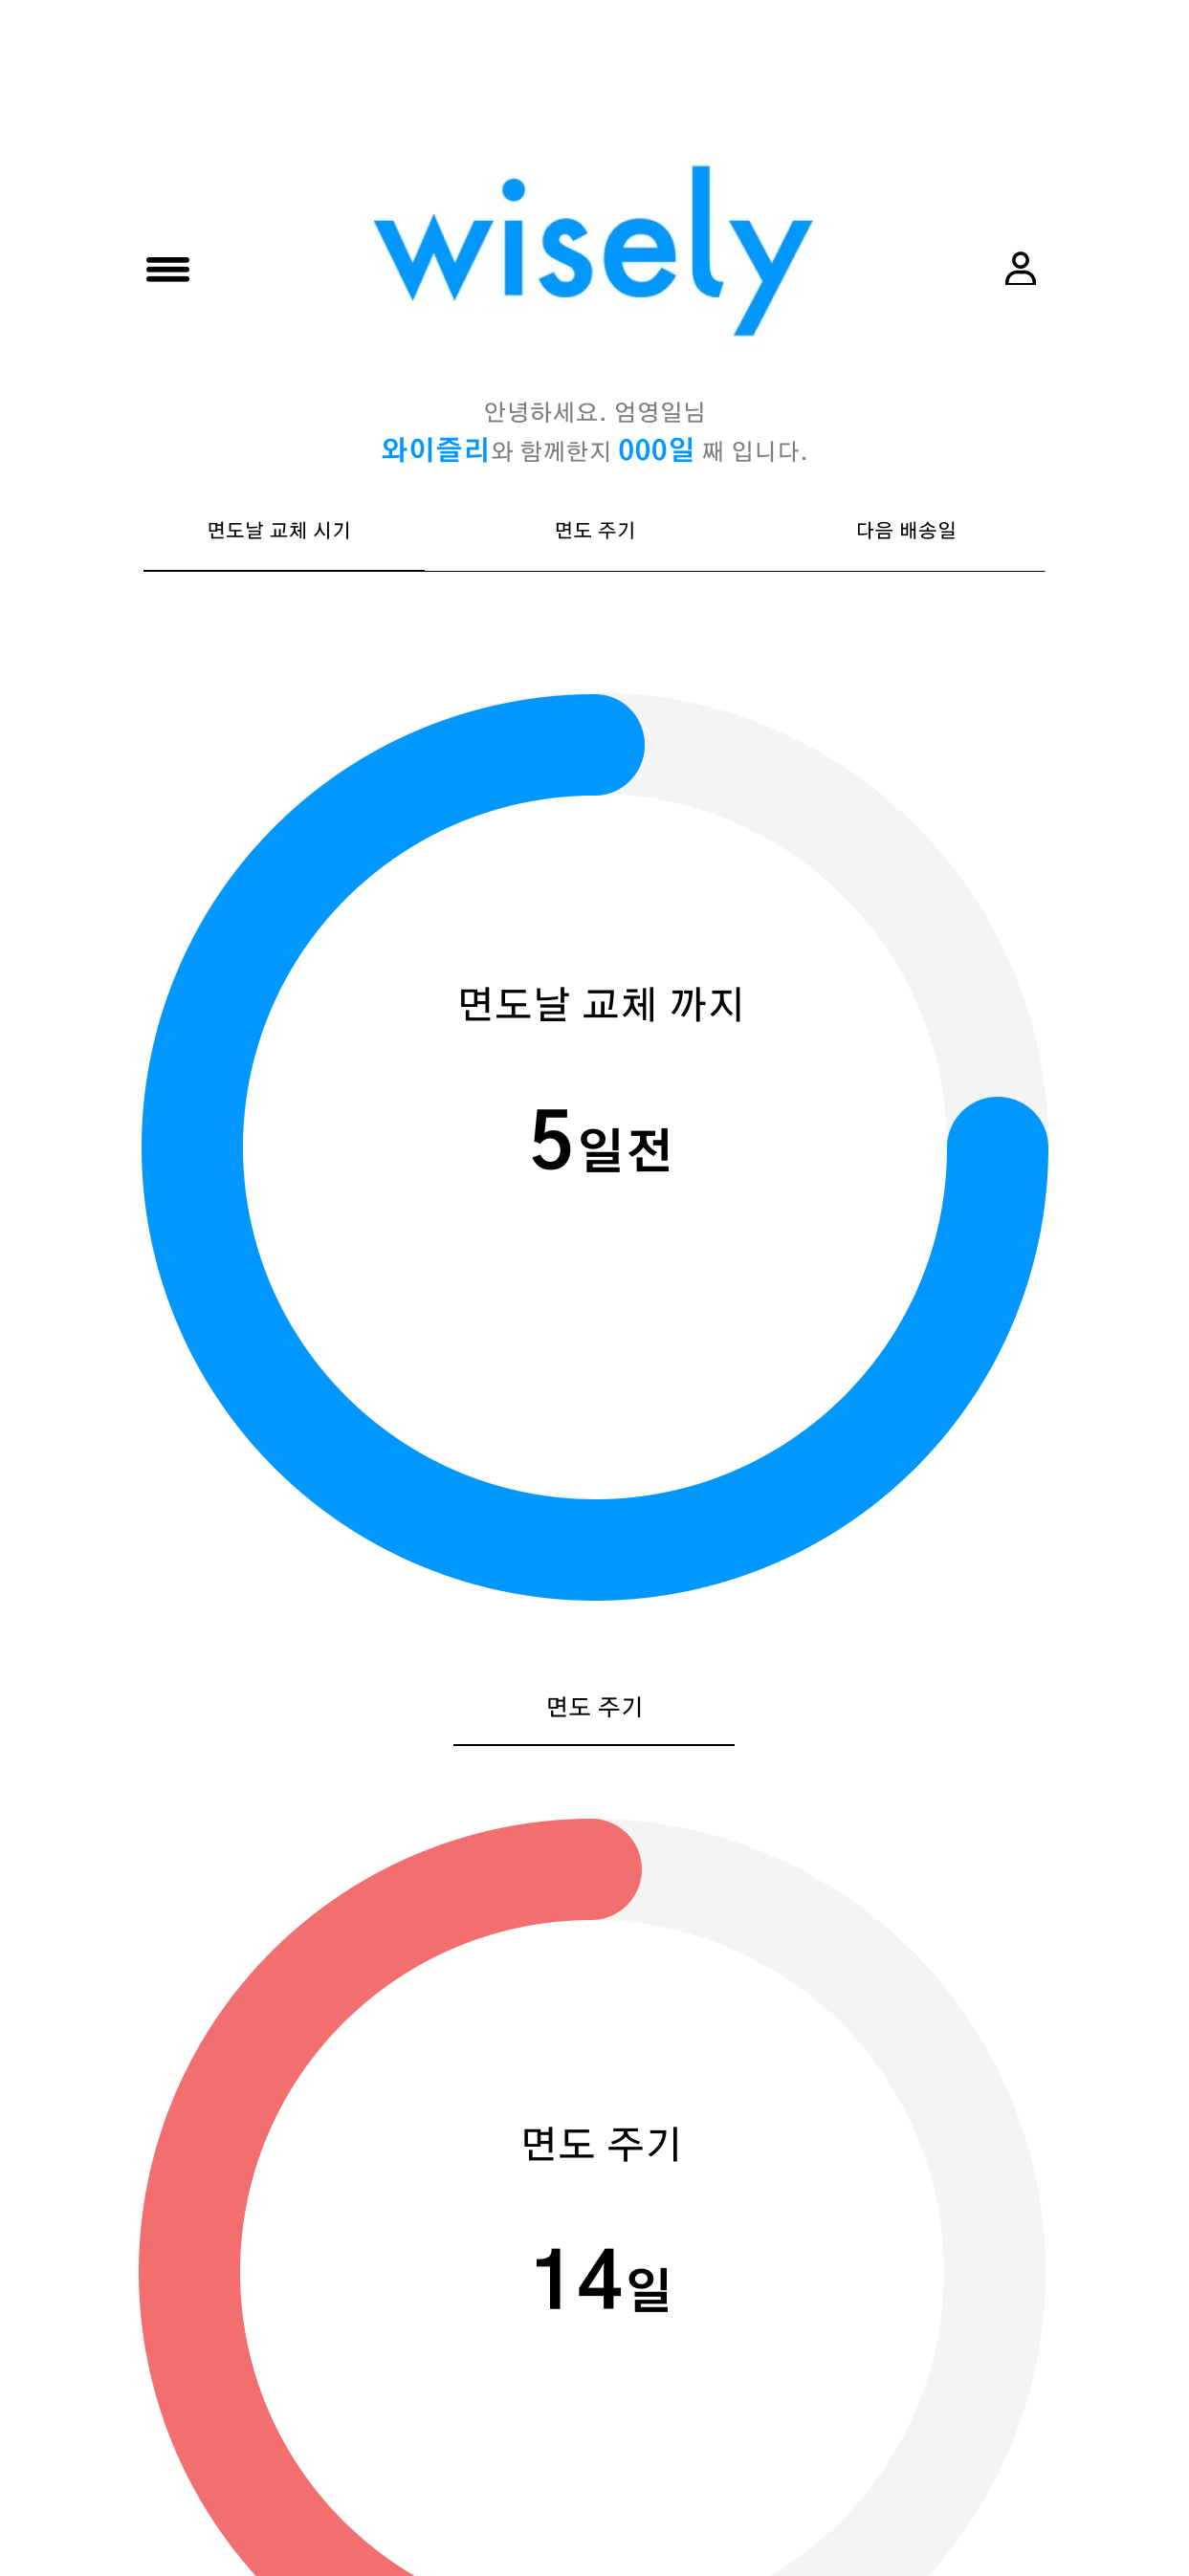 wisely
안녕하세요. 엄영일님
와이즐리와 함께한지 000일 째 입니다.
면도날 교체 시기
면도 주기
다음 배송일
면도날 교체 까지
5일전
면도 주기
면도 주기
14일